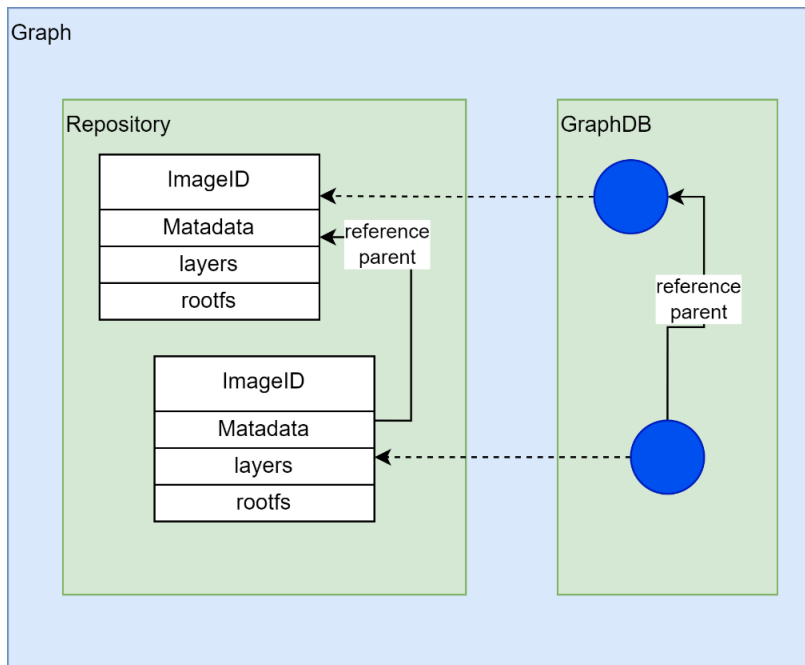 Graph
Repository
GraphDB
ImageID
Matadata
layers
rootfs
reference
parent
reference
parent
ImageID
Matadata
layers
rootfs